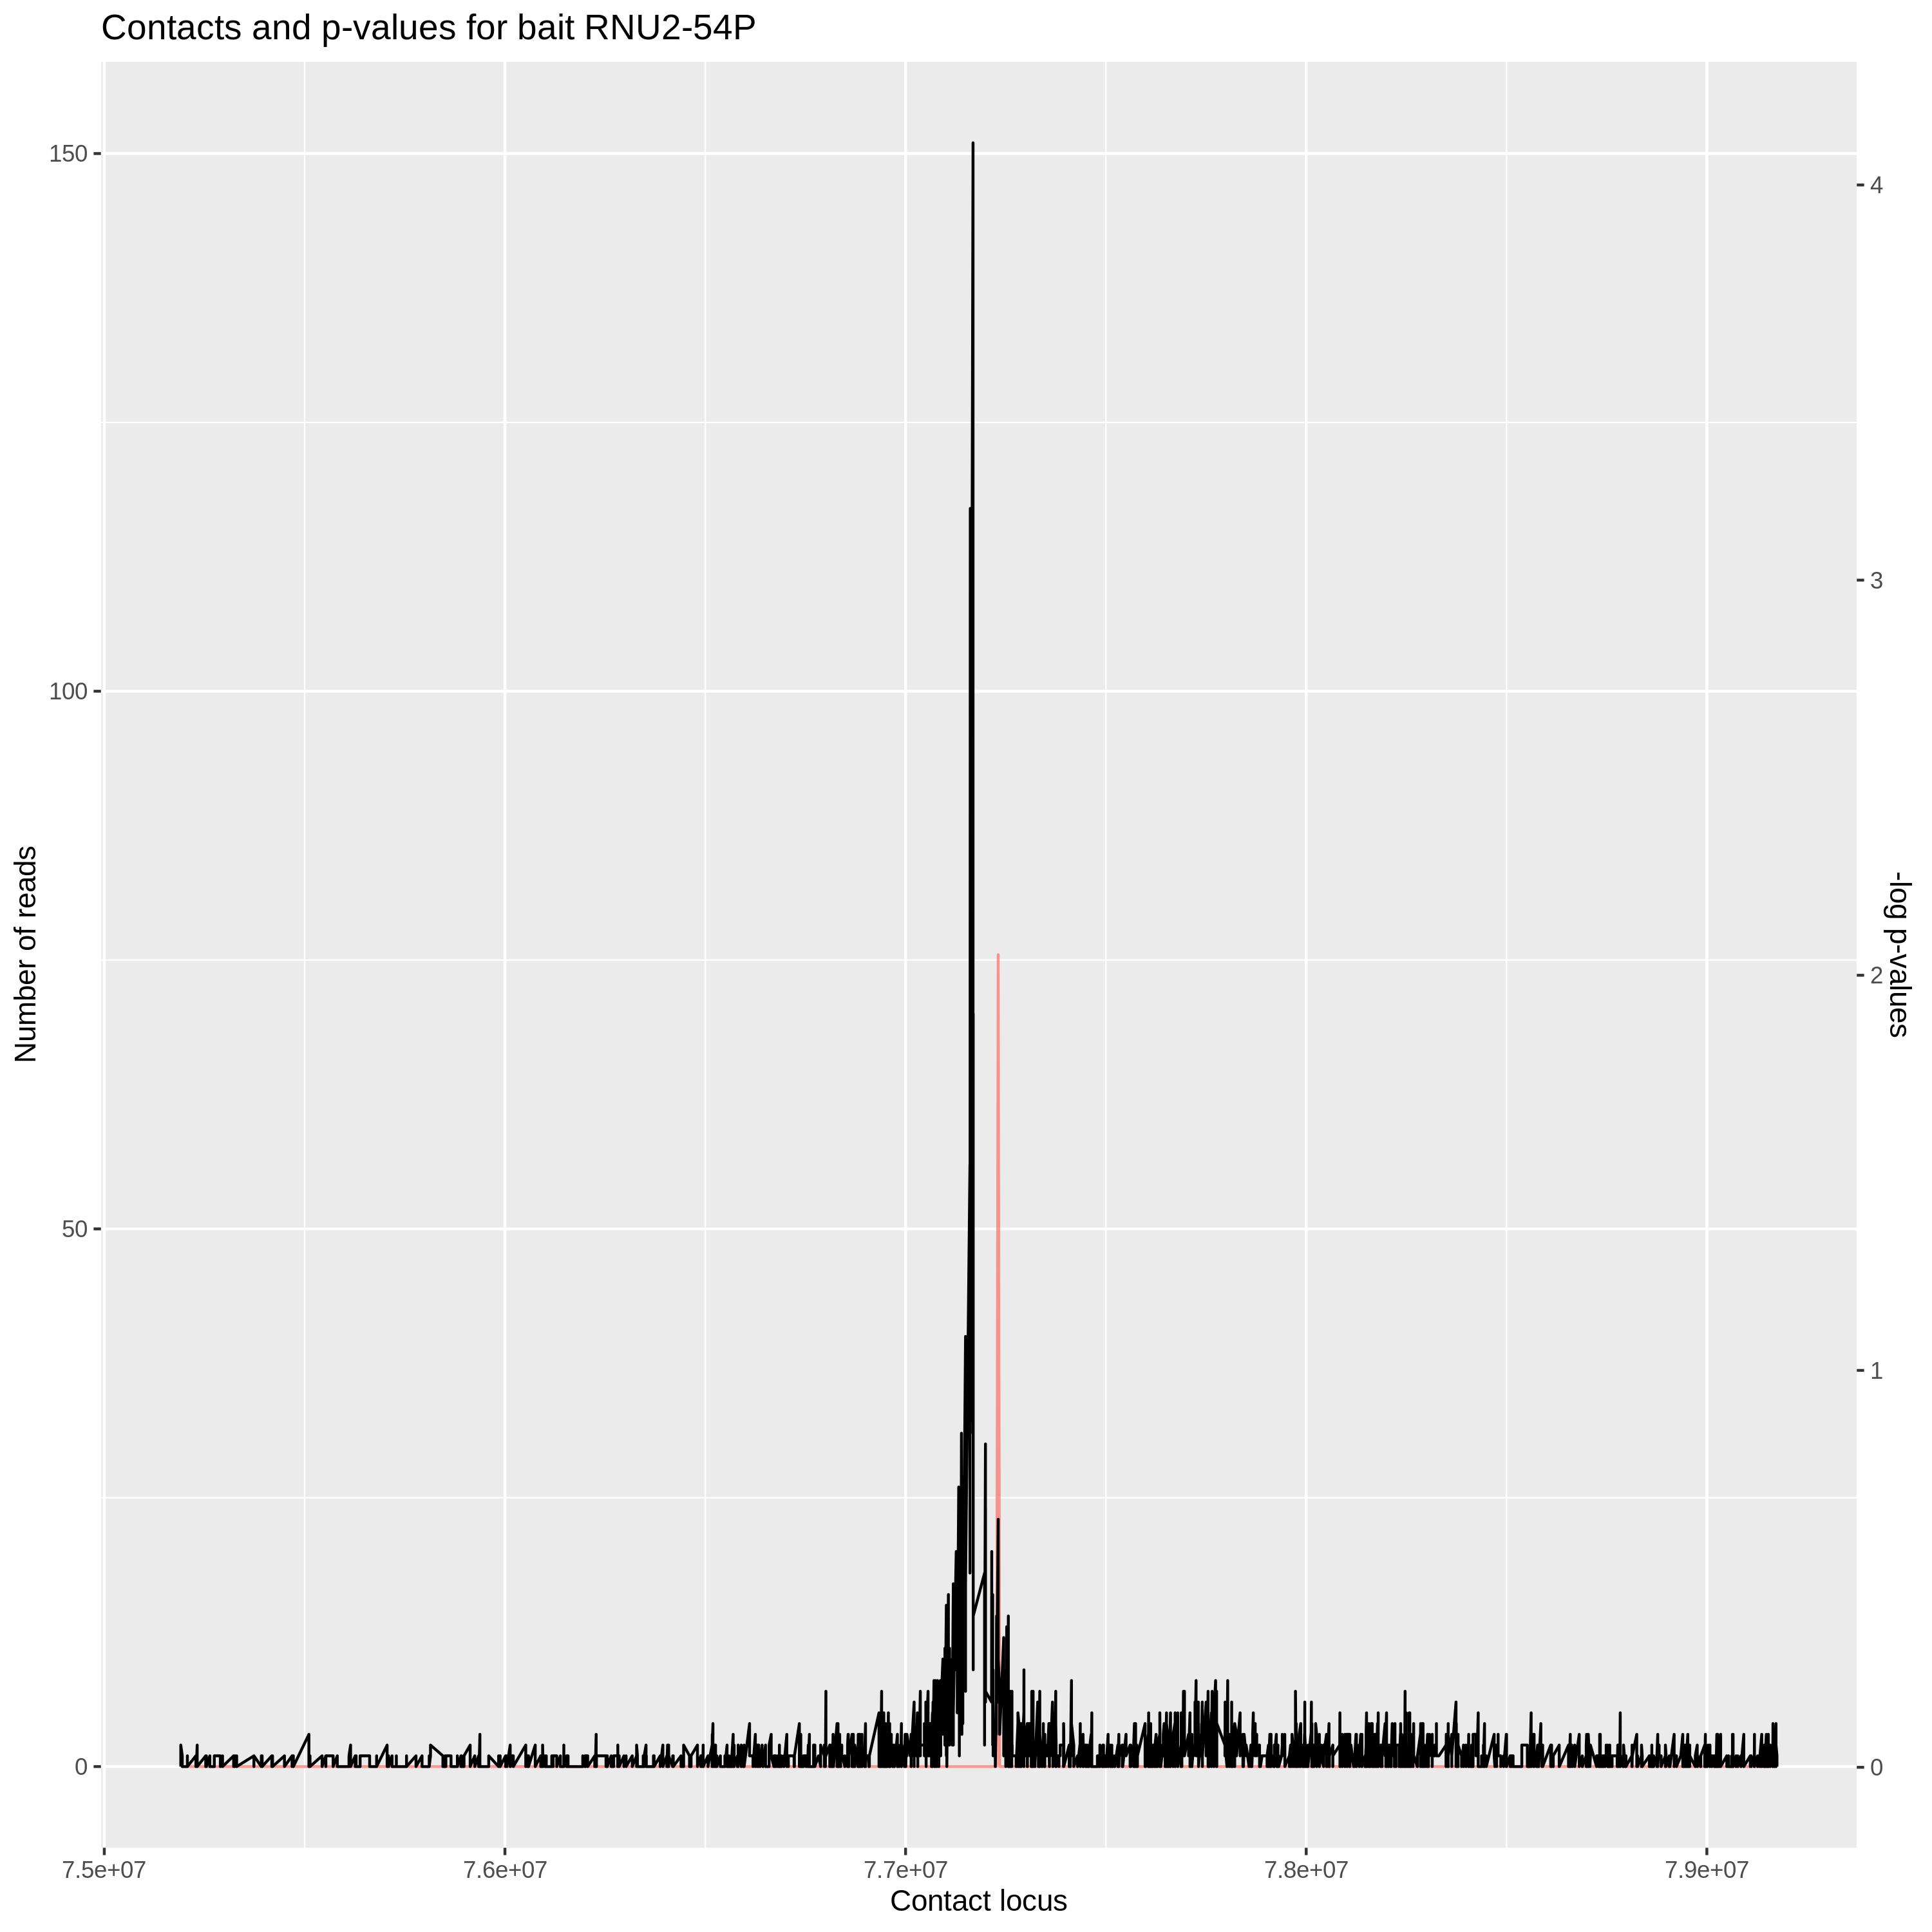 Contacts and p-values for bait RNU2-54P
150
100
50
0
Number of reads
4
3
2
1
0
-log p-values
7.5e+07
7.6e+07
7.7e+07
7.8e+07
7.9e+07
Contact locus